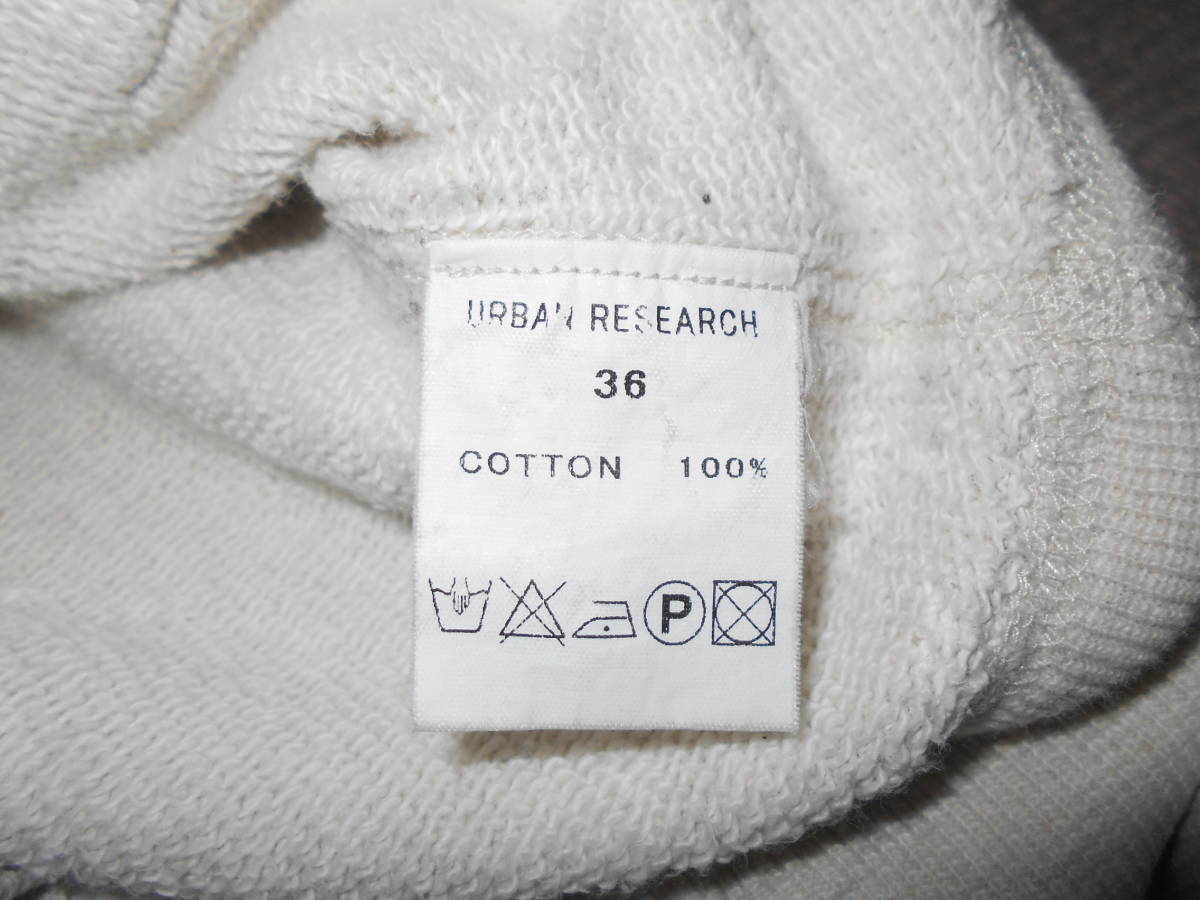 URBAN RESEARCH
36
COTTON 100%
P